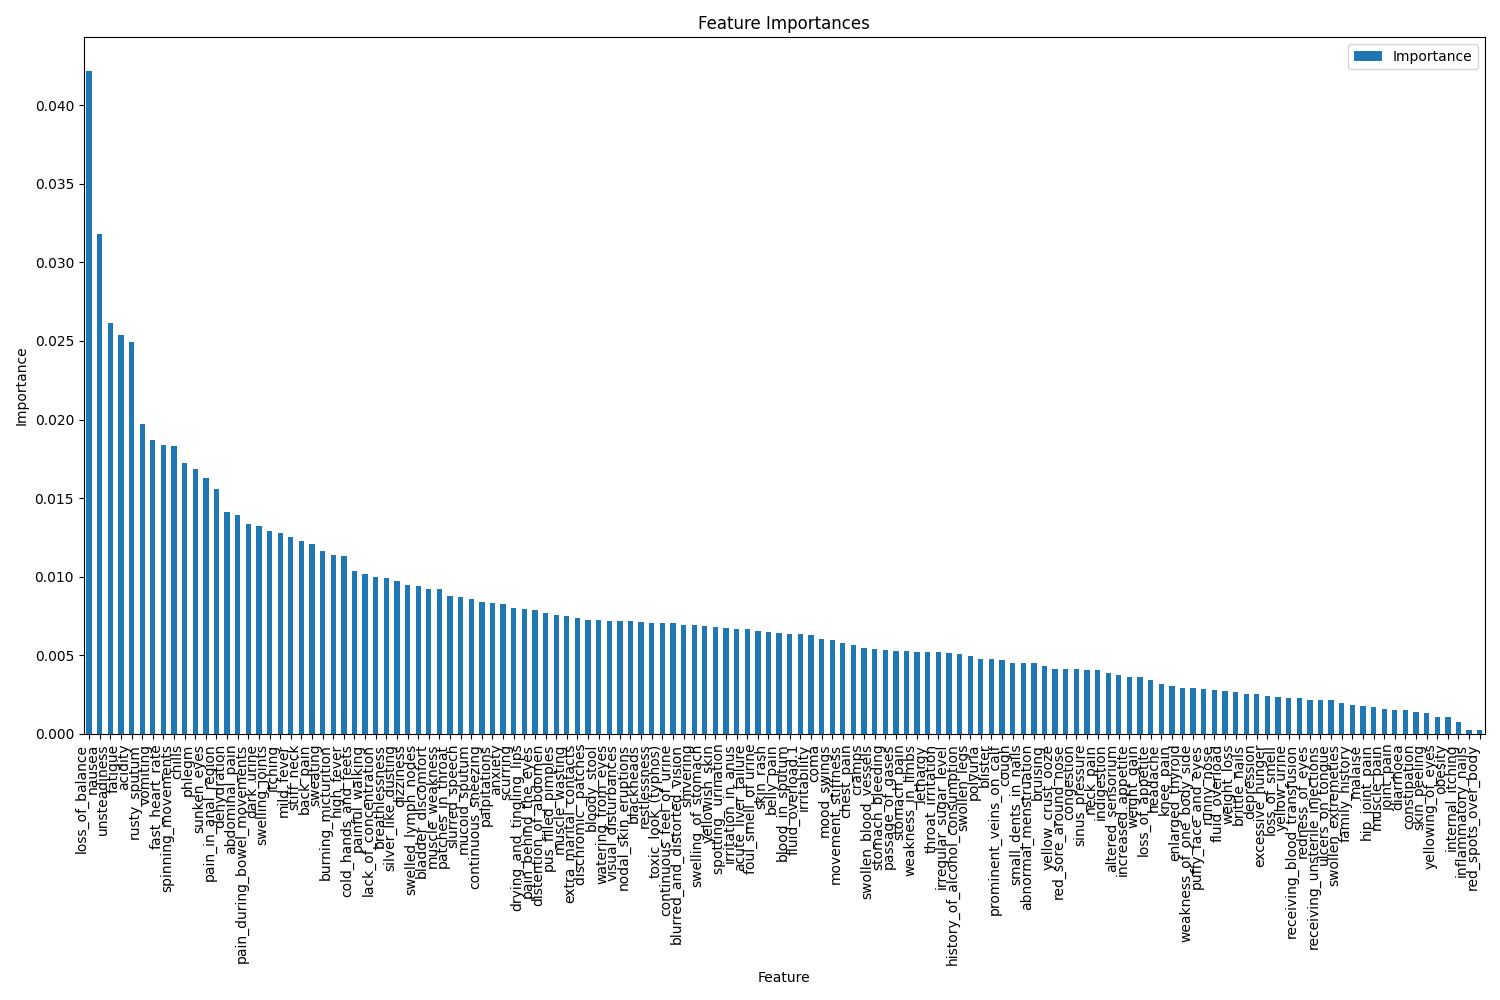 Feature Importances
Importance
0.040
0.035
0.030
0.025
0.020
0.015
0.010
0.005
0.000
Importance
loss_of_balance
nausea
unsteadiness
fatigue
acidity
rusty_sputum
vomiting
fast_heart_rate
spinning_movements
chills
phlegm
sunken_eyes
pain_in_anal_region
dehydration
abdominal_pain
pain_during_bowel_movements
dark_urine
swelling_joints
itching
mild_fever
stiff_neck
back_pain
sweating
burning_micturition
high_fever
cold_hands_and_feets
painful_walking
lack_of_concentration
breathlessness
silver_like_dusting
dizziness
swelled_lymph_nodes
bladder_discomfort
muscle_weakness
patches_in_throat
slurred_speech
mucoid_sputum
continuous_sneezing
palpitations
anxiety
scurring
drying_and_tingling_lips
pain_behind_the_eyes
distention_of_abdomen
pus_filled_pimples
muscle_wasting
extra_marital_contacts
dischromic _patches
bloody_stool
watering_from_eyes
visual_disturbances
nodal_skin_eruptions
blackheads
restlessness
toxic_look_(typhos)
continuous_feel_of_urine
blurred_and_distorted_vision
shivering
swelling_of_stomach
yellowish_skin
spotting_ urination
irritation_in_anus
acute_liver_failure
foul_smell_of urine
skin_rash
belly_pain
blood_in_sputum
fluid_overload.1
irritability
coma
mood_swings
movement_stiffness
chest_pain
cramps
swollen_blood_vessels
stomach_bleeding
passage_of_gases
stomach_pain
weakness_in_limbs
lethargy
throat_irritation
irregular_sugar_level
history_of_alcohol_consumption
swollen_legs
polyuria
blister
prominent_veins_on_calf
cough
small_dents_in_nails
abnormal_menstruation
bruising
yellow_crust_ooze
red_sore_around_nose
congestion
sinus_pressure
neck_pain
indigestion
altered_sensorium
increased_appetite
weight_gain
loss_of_appetite
headache
knee_pain
enlarged_thyroid
weakness_of_one_body_side
puffy_face_and_eyes
runny_nose
fluid_overload
weight_loss
brittle_nails
depression
excessive_hunger
loss_of_smell
yellow_urine
receiving_blood_transfusion
redness_of_eyes
receiving_unsterile_injections
ulcers_on_tongue
swollen_extremeties
family_history
malaise
hip_joint_pain
muscle_pain
joint_pain
diarrhoea
constipation
skin_peeling
yellowing_of_eyes
obesity
internal_itching
inflammatory_nails
red_spots_over_body
Feature